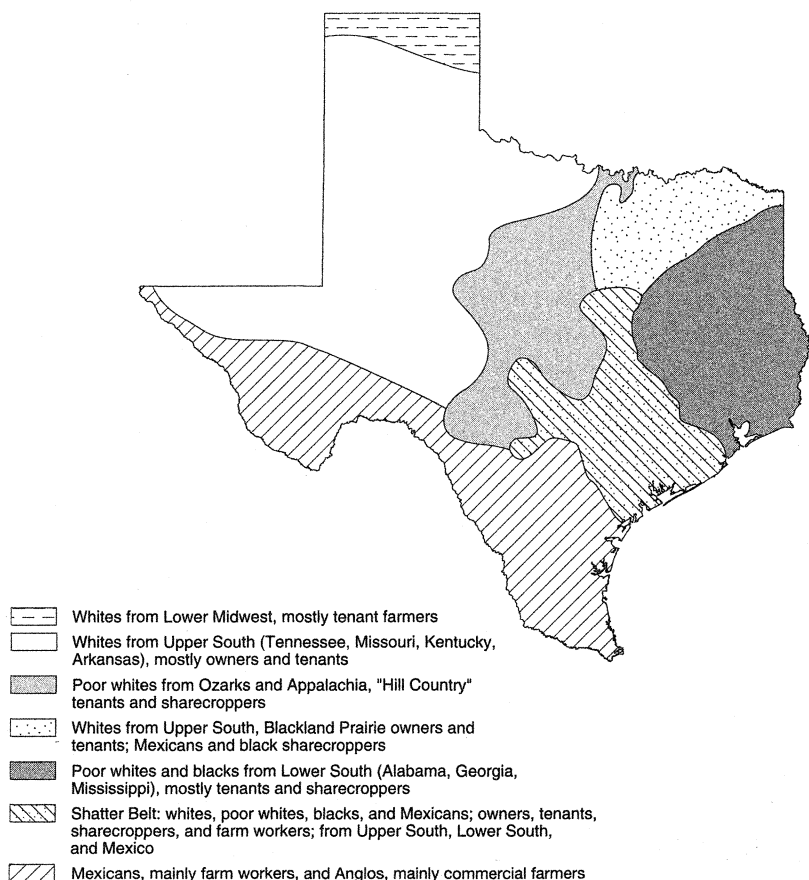 Whites from Lower Midwest, mostly tenant farmers
Whites from Upper South (Tennessee, Missouri, Kentucky,
Arkansas), mostly owners and tenants
Poor whites from Ozarks and Appalachia, "Hill Country"
tenants and sharecroppers
Whites from Upper South, Blackland Prairie owners and
tenants; Mexicans and black sharecroppers
Poor whites and blacks from Lower South (Alabama, Georgia,
Mississippi), mostly tenants and sharecroppers
Shatter Belt: whites, poor whites, blacks, and Mexicans; owners, tenants,
sharecroppers, and farm workers; from Upper South, Lower South,
and Mexico
Mexicans, mainly farm workers, and Anglos, mainly commercial farmers